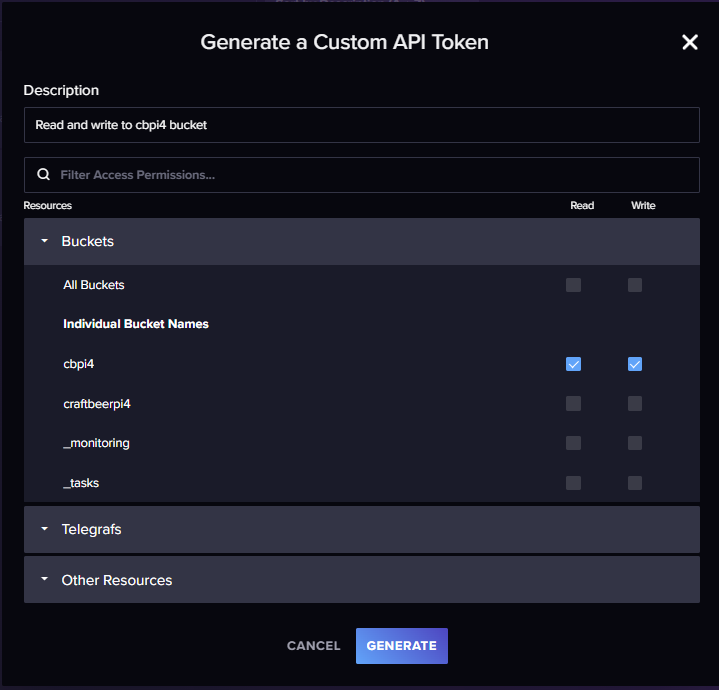 Generate a Custom API Token
Description
Read and write to cbpi4 bucket
Filter Access Permissions...
Resources Read Write
Buckets
All Buckets
Individual Bucket Names
cbpi4
craftbeerpi4
_monitoring
_tasks
Telegrafs
Other Resources
CANCEL GENERATE